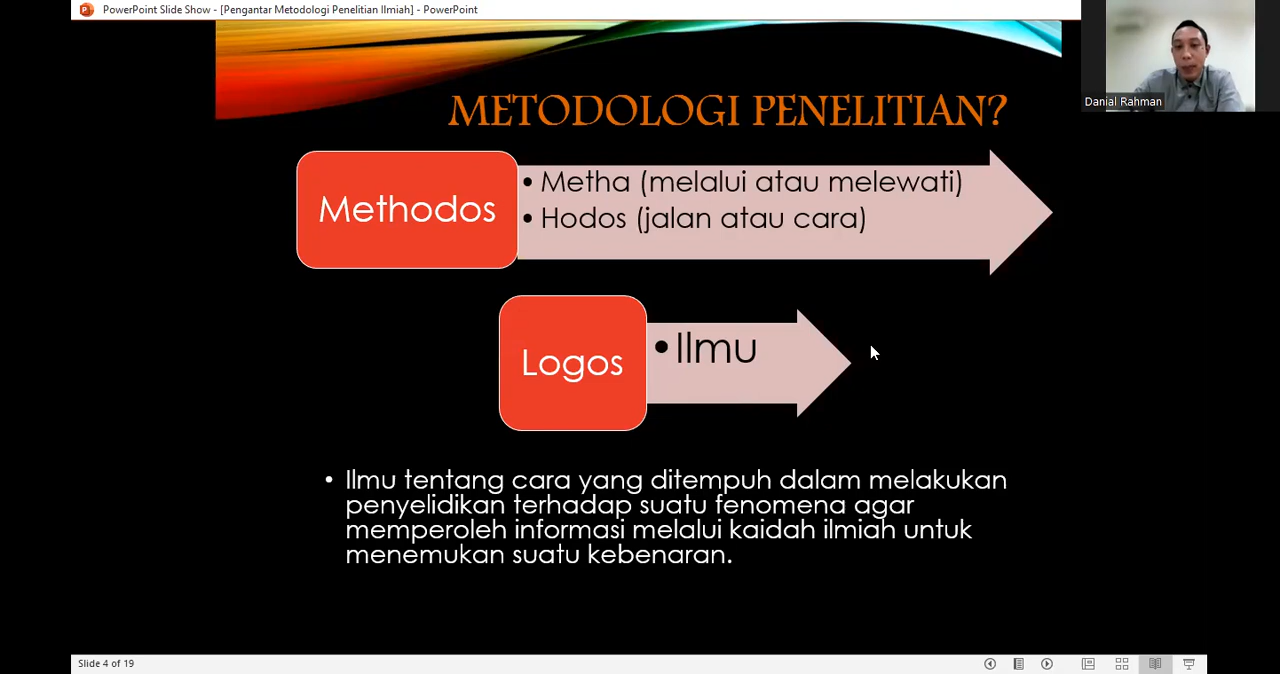 PowerPoint Slide Show - [Pengantar Metodologi Penelitian Ilmiah] - PowerPoint
Danial Rahman
METODOLOGI PENELITIAN?
Methodos
• Metha (melalui atau melewati)
• Hodos (jalan atau cara)
Logos
• Ilmu
• Ilmu tentang cara yang ditempuh dalam melakukan
penyelidikan terhadap suatu fenomena agar
memperoleh informasi melalui kaidah ilmiah untuk
menemukan suatu kebenaran.
Slide 4 of 19